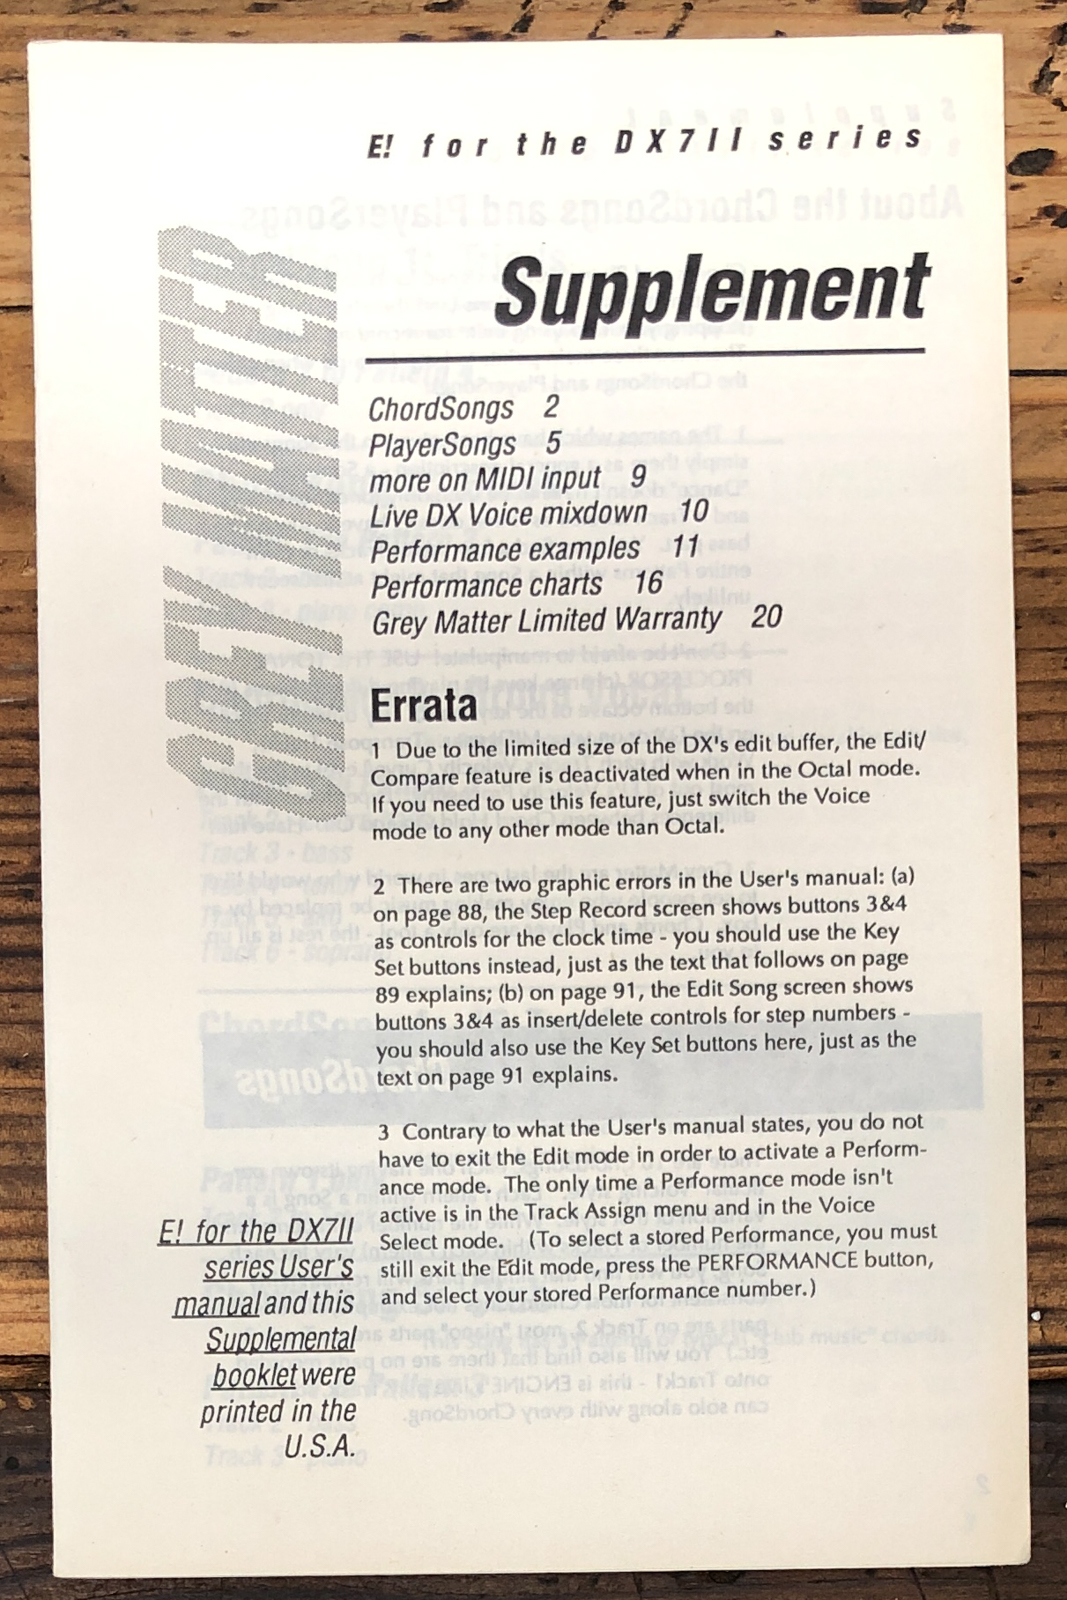 E! for the DX7II series
GREY MATTER
Supplement
ChordSongs 2
PlayerSongs 5
more on MIDI input 9
Live DX Voice mixdown 10
Performance examples 11
Performance charts 16
Grey Matter Limited Warranty 20
Errata
1 Due to the limited size of the DX's edit buffer, the Edit/
Compare feature is deactivated when in the Octal mode.
If you need to use this feature, just switch the Voice
mode to any other mode than Octal.
2 There are two graphic errors in the User's manual: (a)
on page 88, the Step Record screen shows buttons 3&4
as controls for the clock time - you should use the Key
Set buttons instead, just as the text that follows on page
89 explains; (b) on page 91, the Edit Song screen shows
buttons 3&4 as insert/delete controls for step numbers -
you should also use the Key Set buttons here, just as the
text on page 91 explains.
3 Contrary to what the User's manual states, you do not
have to exit the Edit mode in order to activate a Perform-
ance mode. The only time a Performance mode isn't
active is in the Track Assign menu and in the Voice
Select mode. (To select a stored Performance, you must
still exit the Edit mode, press the PERFORMANCE button,
and select your stored Performance number.)
E! for the DX7II
series User's
manual and this
Supplemental
booklet were
printed in the
U.S.A.